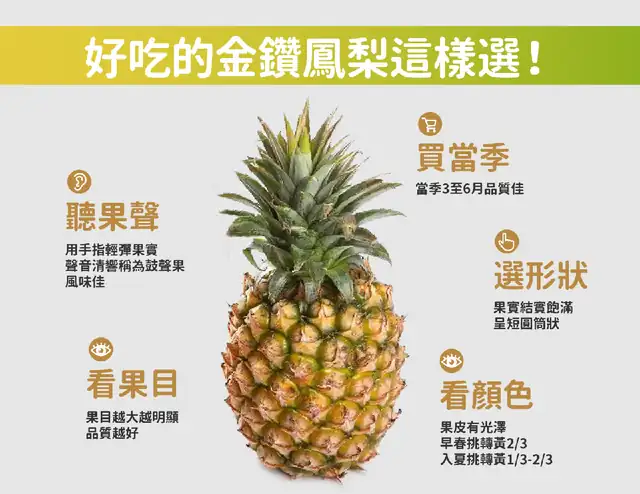 好吃的金鑽鳳梨這樣選！
買當季
當季3至6月品質佳
聽果聲
用手指輕彈果實
聲音清響稱為鼓聲果
風味佳
選形狀
果實結實飽滿
呈短圓筒狀
看果目
果目越大越明顯
品質越好
看顏色
果皮有光澤
早春挑轉黃2/3
入夏挑轉黃1/3-2/3